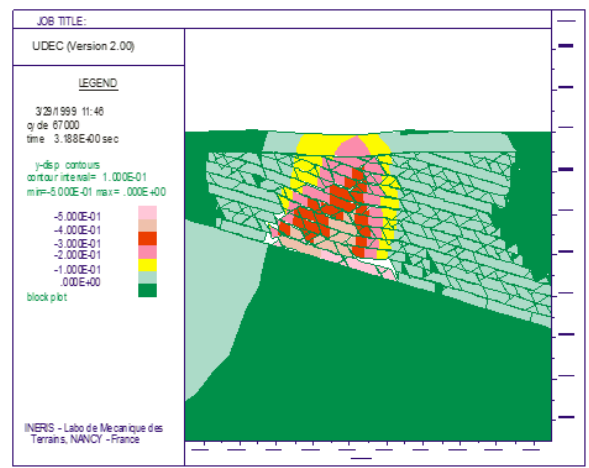 JOB TITLE:
UDEC (Version 2.00)
LEGEND
3/29/1999 11:46
cycle 67000
time 3.188E+00 sec
y-disp contours
contour interval= 1.000E-01
min=-5.000E-01 max= .000E+00
-5.000E-01
-4.000E-01
-3.000E-01
-2.000E-01
-1.000E-01
.000E+00
block plot
INERIS - Labo de Mecanique des
Terrains, NANCY - France